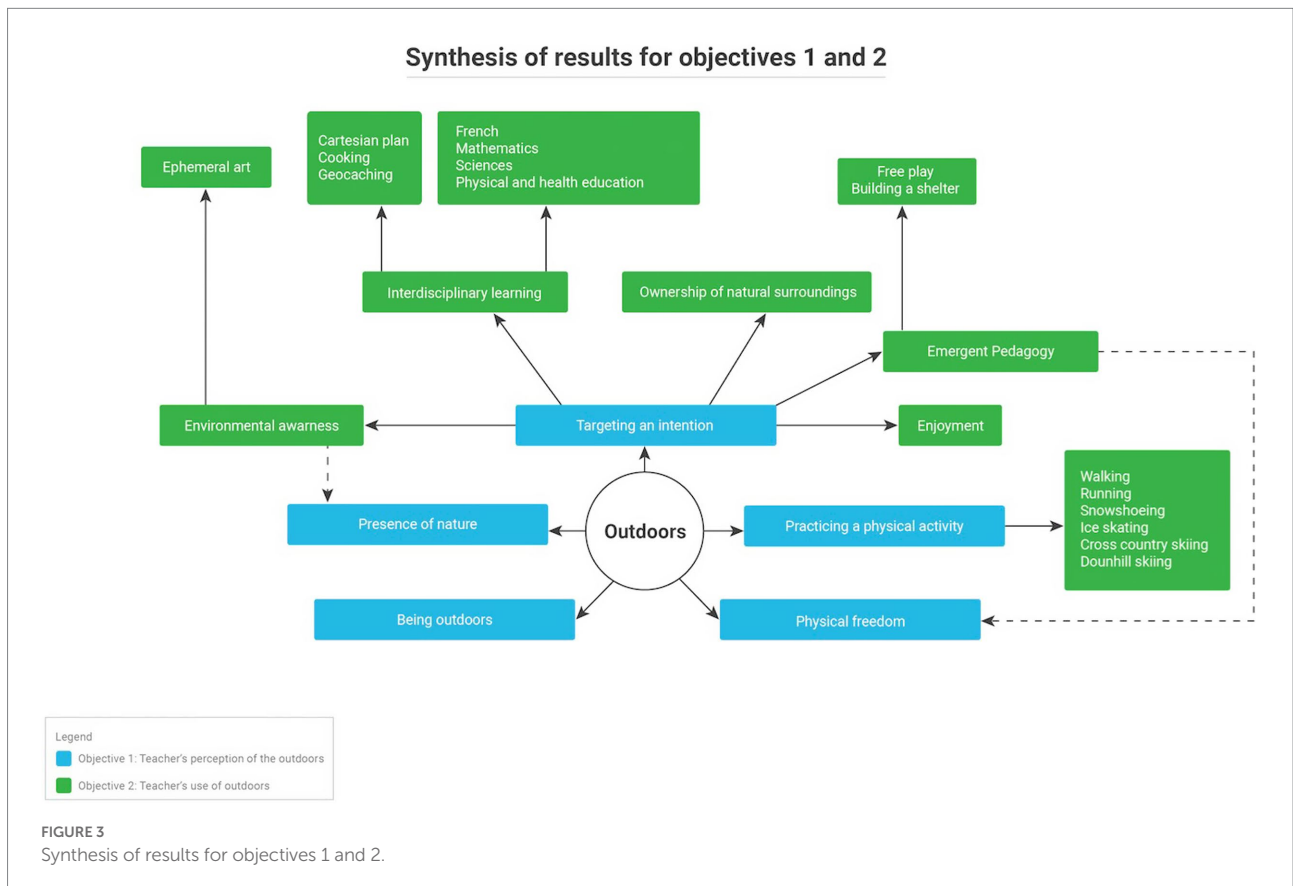 Synthesis of results for objectives 1 and 2
Ephemeral art
Cartesian plan
Cooking
Geocaching
French
Mathematics
Sciences
Physical and health education
Free play
Building a shelter
Interdisciplinary learning
Ownership of natural surroundings
Emergent Pedagogy
Environmental awarness
Targeting an intention
Enjoyment
Presence of nature
Outdoors
Practicing a physical activity
Walking
Running
Snowshoeing
Ice skating
Cross country skiing
Dounhill skiing
Being outdoors
Physical freedom
Legend
Objective 1: Teacher's perception of the outdoors
Objective 2: Teacher's use of outdoors
FIGURE 3
Synthesis of results for objectives 1 and 2.